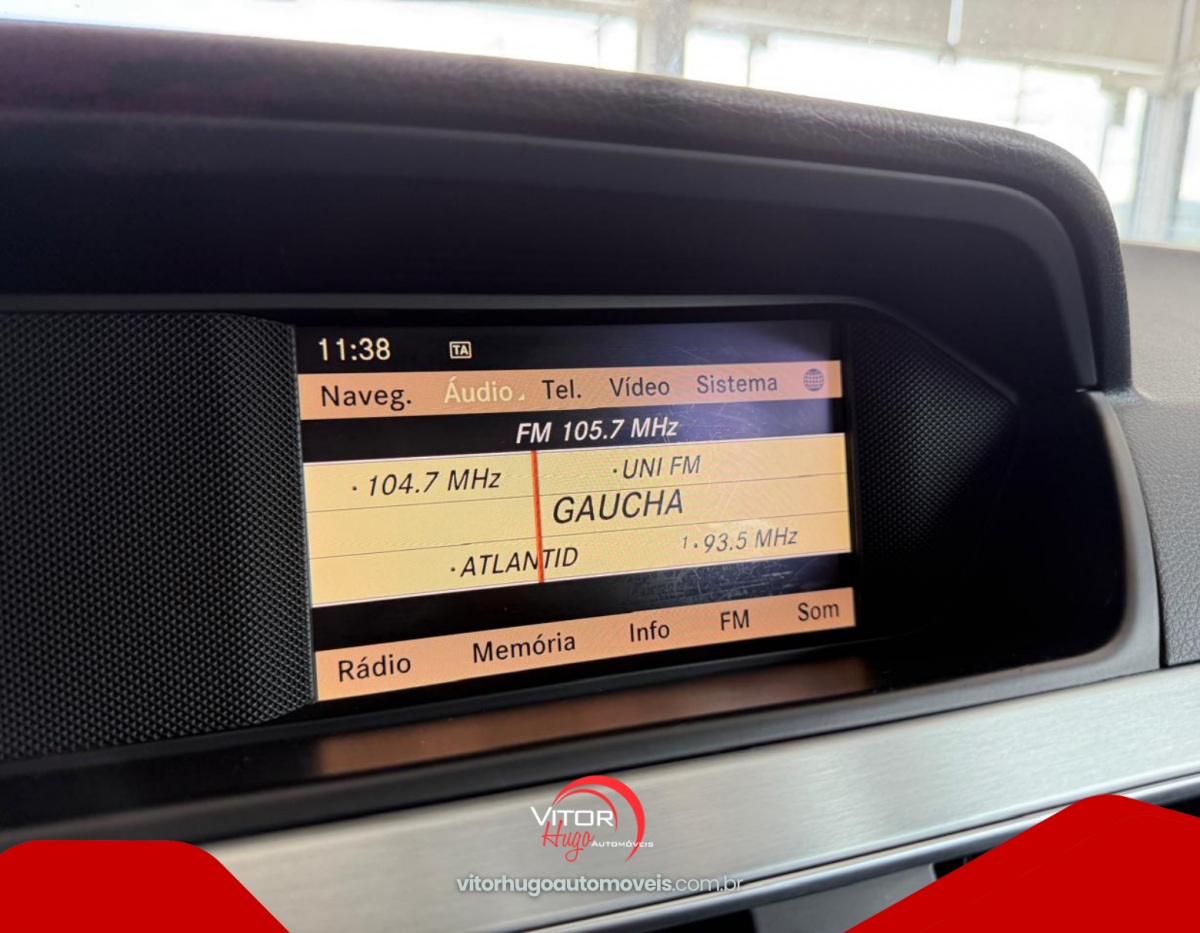 11:38 TA
Naveg. Áudio Tel. Vídeo Sistema
FM 105.7 MHz
· 104.7 MHz · UNI FM
GAUCHA
· ATLANTID 1 · 93.5 MHz
Rádio Memória Info FM Som
VITOR
Hugo AUTOMÓVEIS
vitorhugoautomoveis.com.br